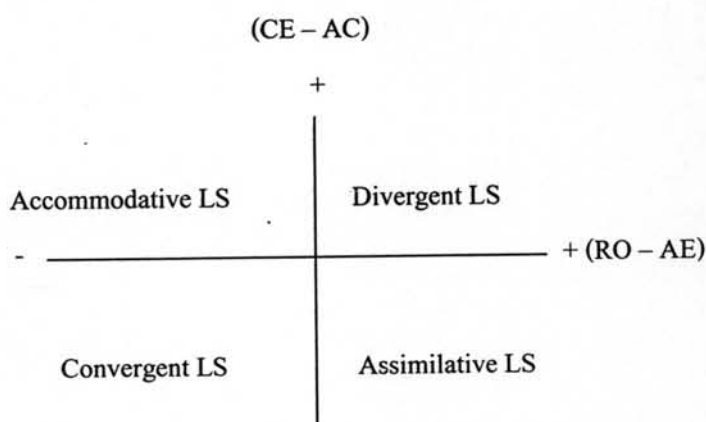 (CE – AC)
+
Accommodative LS
Divergent LS
-
+ (RO – AE)
Convergent LS
Assimilative LS